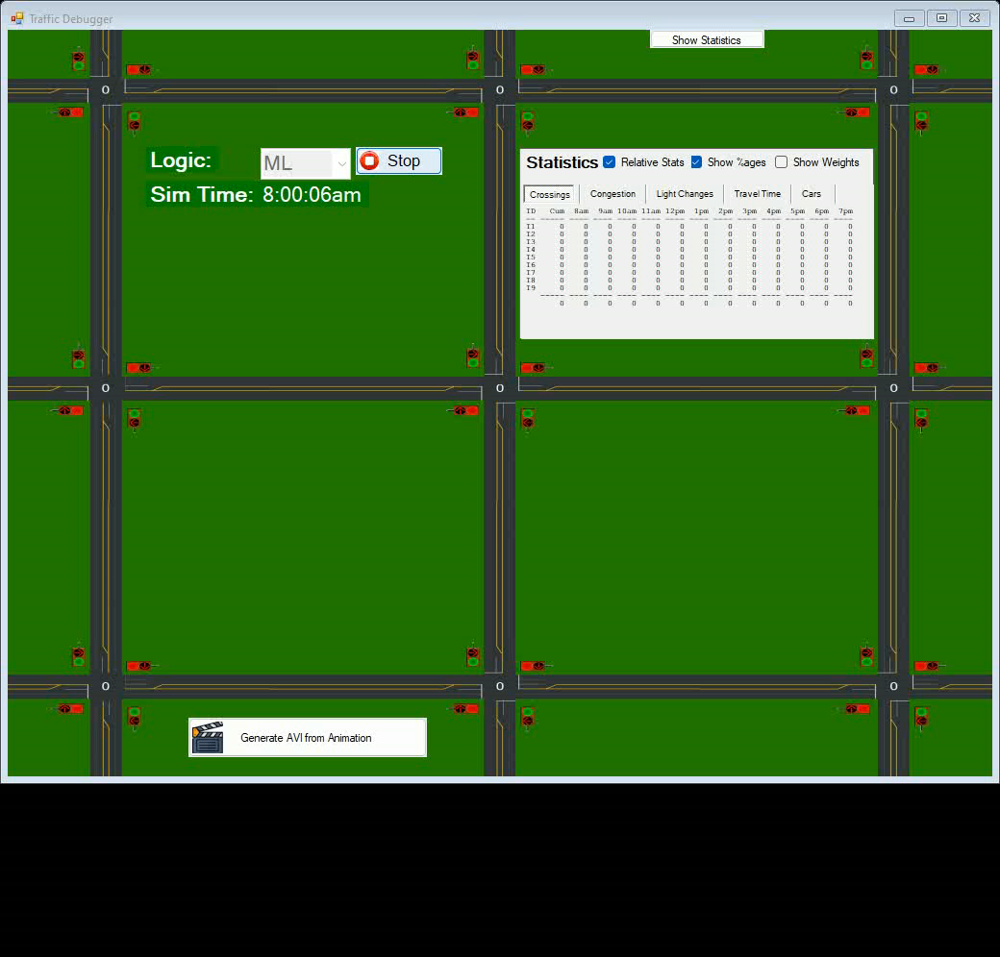 Traffic Debugger
Show Statistics
0 0 0
Logic: ML Stop
Sim Time: 8:00:06am
Statistics Relative Stats Show %ages Show Weights
Crossings Congestion Light Changes Travel Time Cars
ID Cum 8am 9am 10am 11am 12pm 1pm 2pm 3pm 4pm 5pm 6pm 7pm
-- ----- ---- ---- ---- ---- ---- ---- ---- ---- ---- ---- ---- ----
I1 0 0 0 0 0 0 0 0 0 0 0 0 0
I2 0 0 0 0 0 0 0 0 0 0 0 0 0
I3 0 0 0 0 0 0 0 0 0 0 0 0 0
I4 0 0 0 0 0 0 0 0 0 0 0 0 0
I5 0 0 0 0 0 0 0 0 0 0 0 0 0
I6 0 0 0 0 0 0 0 0 0 0 0 0 0
I7 0 0 0 0 0 0 0 0 0 0 0 0 0
I8 0 0 0 0 0 0 0 0 0 0 0 0 0
I9 0 0 0 0 0 0 0 0 0 0 0 0 0
----- ---- ---- ---- ---- ---- ---- ---- ---- ---- ---- ---- ----
0 0 0 0 0 0 0 0 0 0 0 0 0
0 0 0
0 0 0
Generate AVI from Animation